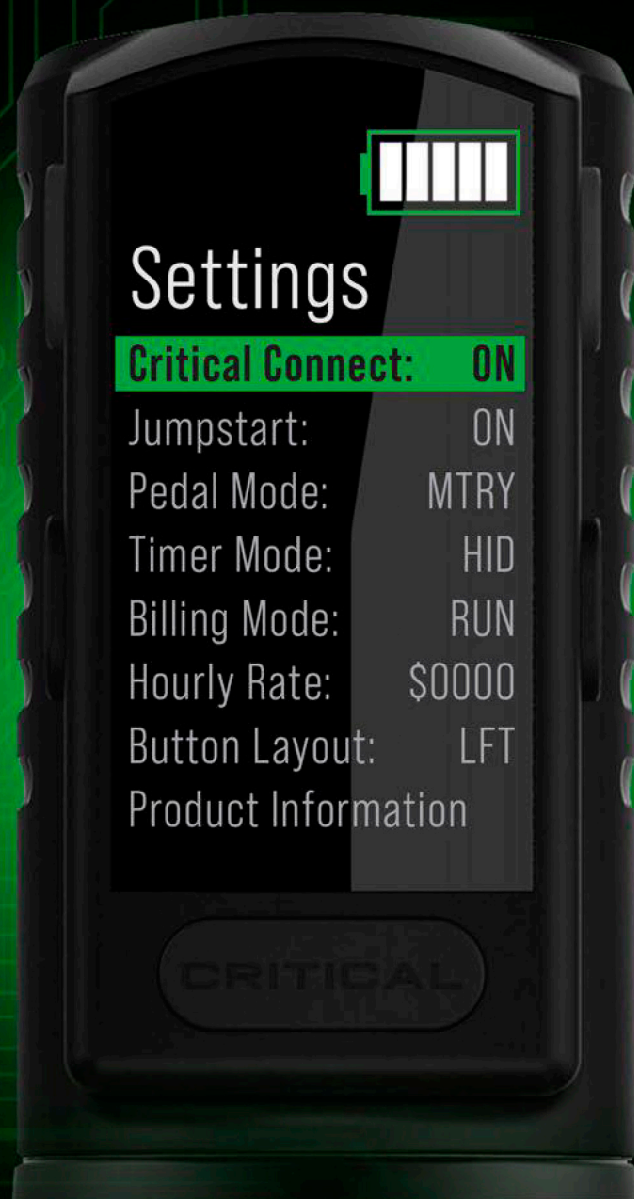 Settings
Critical Connect: ON
Jumpstart: ON
Pedal Mode: MTRY
Timer Mode: HID
Billing Mode: RUN
Hourly Rate: $0000
Button Layout: LFT
Product Information
CRITICAL